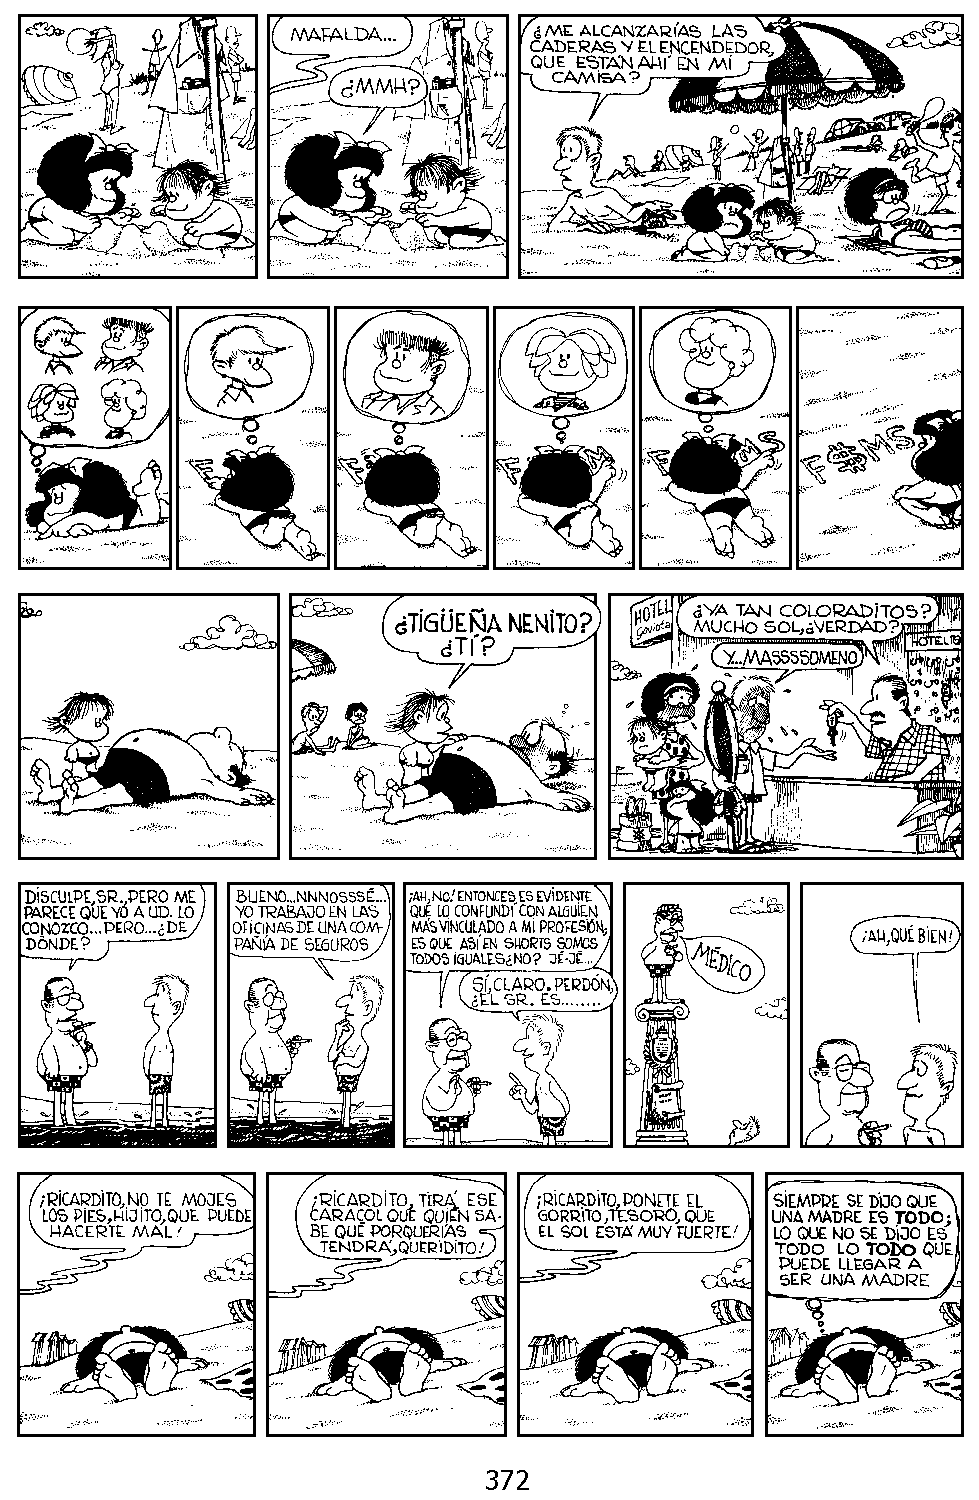 MAFALDA...
¿MMH?
¿ME ALCANZARÍAS LAS
CADERAS Y EL ENCENDEDOR,
QUE ESTAN AHÍ EN MI
CAMISA?
F$MS
¿TIGÜEÑA NENITO?
¿TÍ?
HOTEL
Gaviota
¿YA TAN COLORADITOS?
MUCHO SOL, ¿VERDAD?
Y...MASSSSOMENO
HOTEL
DISCULPE, SR., PERO ME
PARECE QUE YO A UD. LO
CONOZCO...PERO...¿DE
DÓNDE?
BUENO...NNNOSSSÉ...
YO TRABAJO EN LAS
OFICINAS DE UNA COM-
PAÑÍA DE SEGUROS
¡AH, NO! ENTONCES ES EVIDENTE
QUE LO CONFUNDÍ CON ALGUIEN
MÁS VINCULADO A MI PROFESIÓN,
ES QUE ASÍ EN SHORTS SOMOS
TODOS IGUALES ¿NO? JÉ-JÉ...
SÍ, CLARO, PERDÓN,
¿EL SR. ES........
MÉDICO
¡AH, QUÉ BIEN!
¡RICARDITO, NO TE MOJES
LOS PIES, HIJITO, QUE PUEDE
HACERTE MAL!
¡RICARDITO, TIRÁ ESE
CARACOL QUE QUIÉN SA-
BE QUÉ PORQUERÍAS
TENDRÁ, QUERIDITO!
¡RICARDITO, PONETE EL
GORRITO, TESORO, QUE
EL SOL ESTÁ MUY FUERTE!
SIEMPRE SE DIJO QUE
UNA MADRE ES TODO;
LO QUE NO SE DIJO ES
TODO LO TODO QUE
PUEDE LLEGAR A
SER UNA MADRE
372